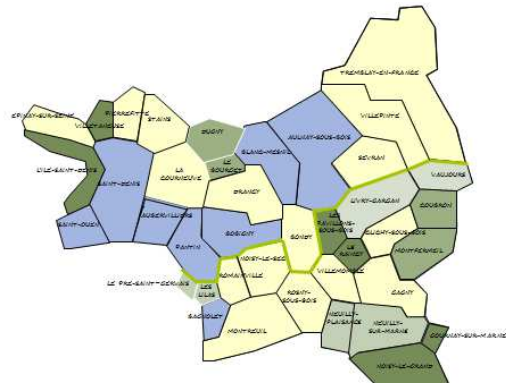 TREMBLAY-EN-FRANCE
EPINAY-SUR-SEINE
PIERREFITTE
VILLETANEUSE
STAINS
DUGNY
VILLEPINTE
AULNAY-SOUS-BOIS
BLANC-MESNIL
LE
BOURGET
SEVRAN
L'ILE-SAINT-DENIS
SAINT-DENIS
LA
COURNEUVE
DRANCY
VAUJOURS
LIVRY-GARGAN
COUBRON
SAINT-OUEN
AUBERVILLIERS
BOBIGNY
BONDY
LES
PAVILLONS-
SOUS-BOIS
CLICHY-SOUS-BOIS
PANTIN
LE
RAINCY
MONTFERMEIL
NOISY-LE-SEC
ROMAINVILLE
VILLEMOMBLE
LE PRE-SAINT-GERVAIS
LES
LILAS
ROSNY-
SOUS-BOIS
GAGNY
BAGNOLET
MONTREUIL
NEUILLY-
PLAISANCE
NEUILLY-
SUR-MARNE
GOURNAY-SUR-MARNE
NOISY-LE-GRAND